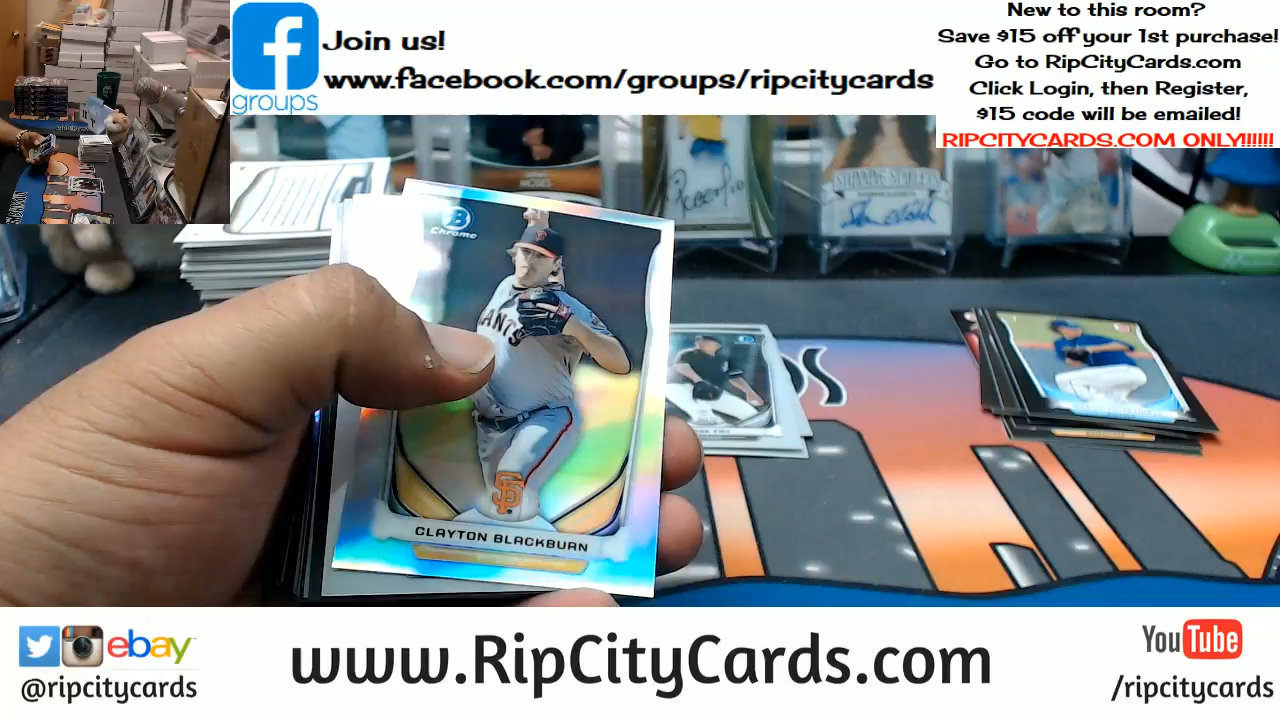 Join us!
www.facebook.com/groups/ripcitycards
groups
New to this room?
Save $15 off your 1st purchase!
Go to RipCityCards.com
Click Login, then Register,
$15 code will be emailed!
RIPCITYCARDS.COM ONLY!!!!!!
B
Chrome
GIANTS
SF
CLAYTON BLACKBURN
ebay
@ripcitycards
www.RipCityCards.com
YouTube
/ripcitycards